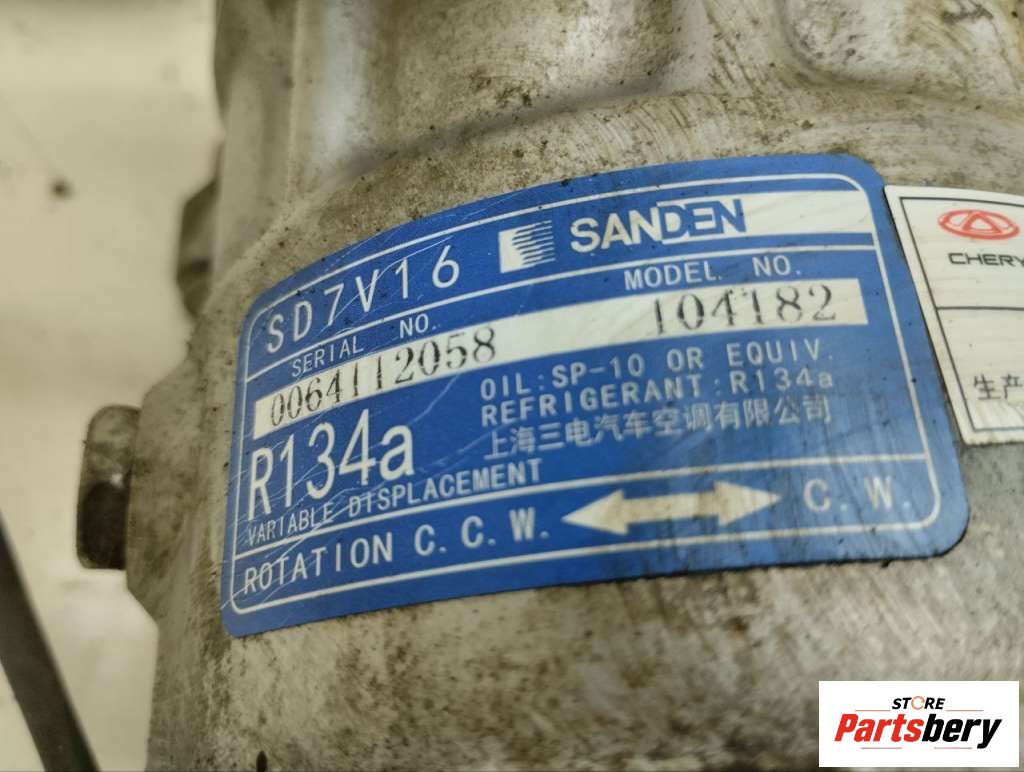 SD7V16 SANDEN
SERIAL NO. MODEL NO.
0064112058 104182
R134a
OIL:SP-10 OR EQUIV.
REFRIGERANT:R134a
上海三电汽车空调有限公司
VARIABLE DISPLACEMENT
ROTATION C.C.W. C.W.
CHERY
生产
STORE
Partsbery